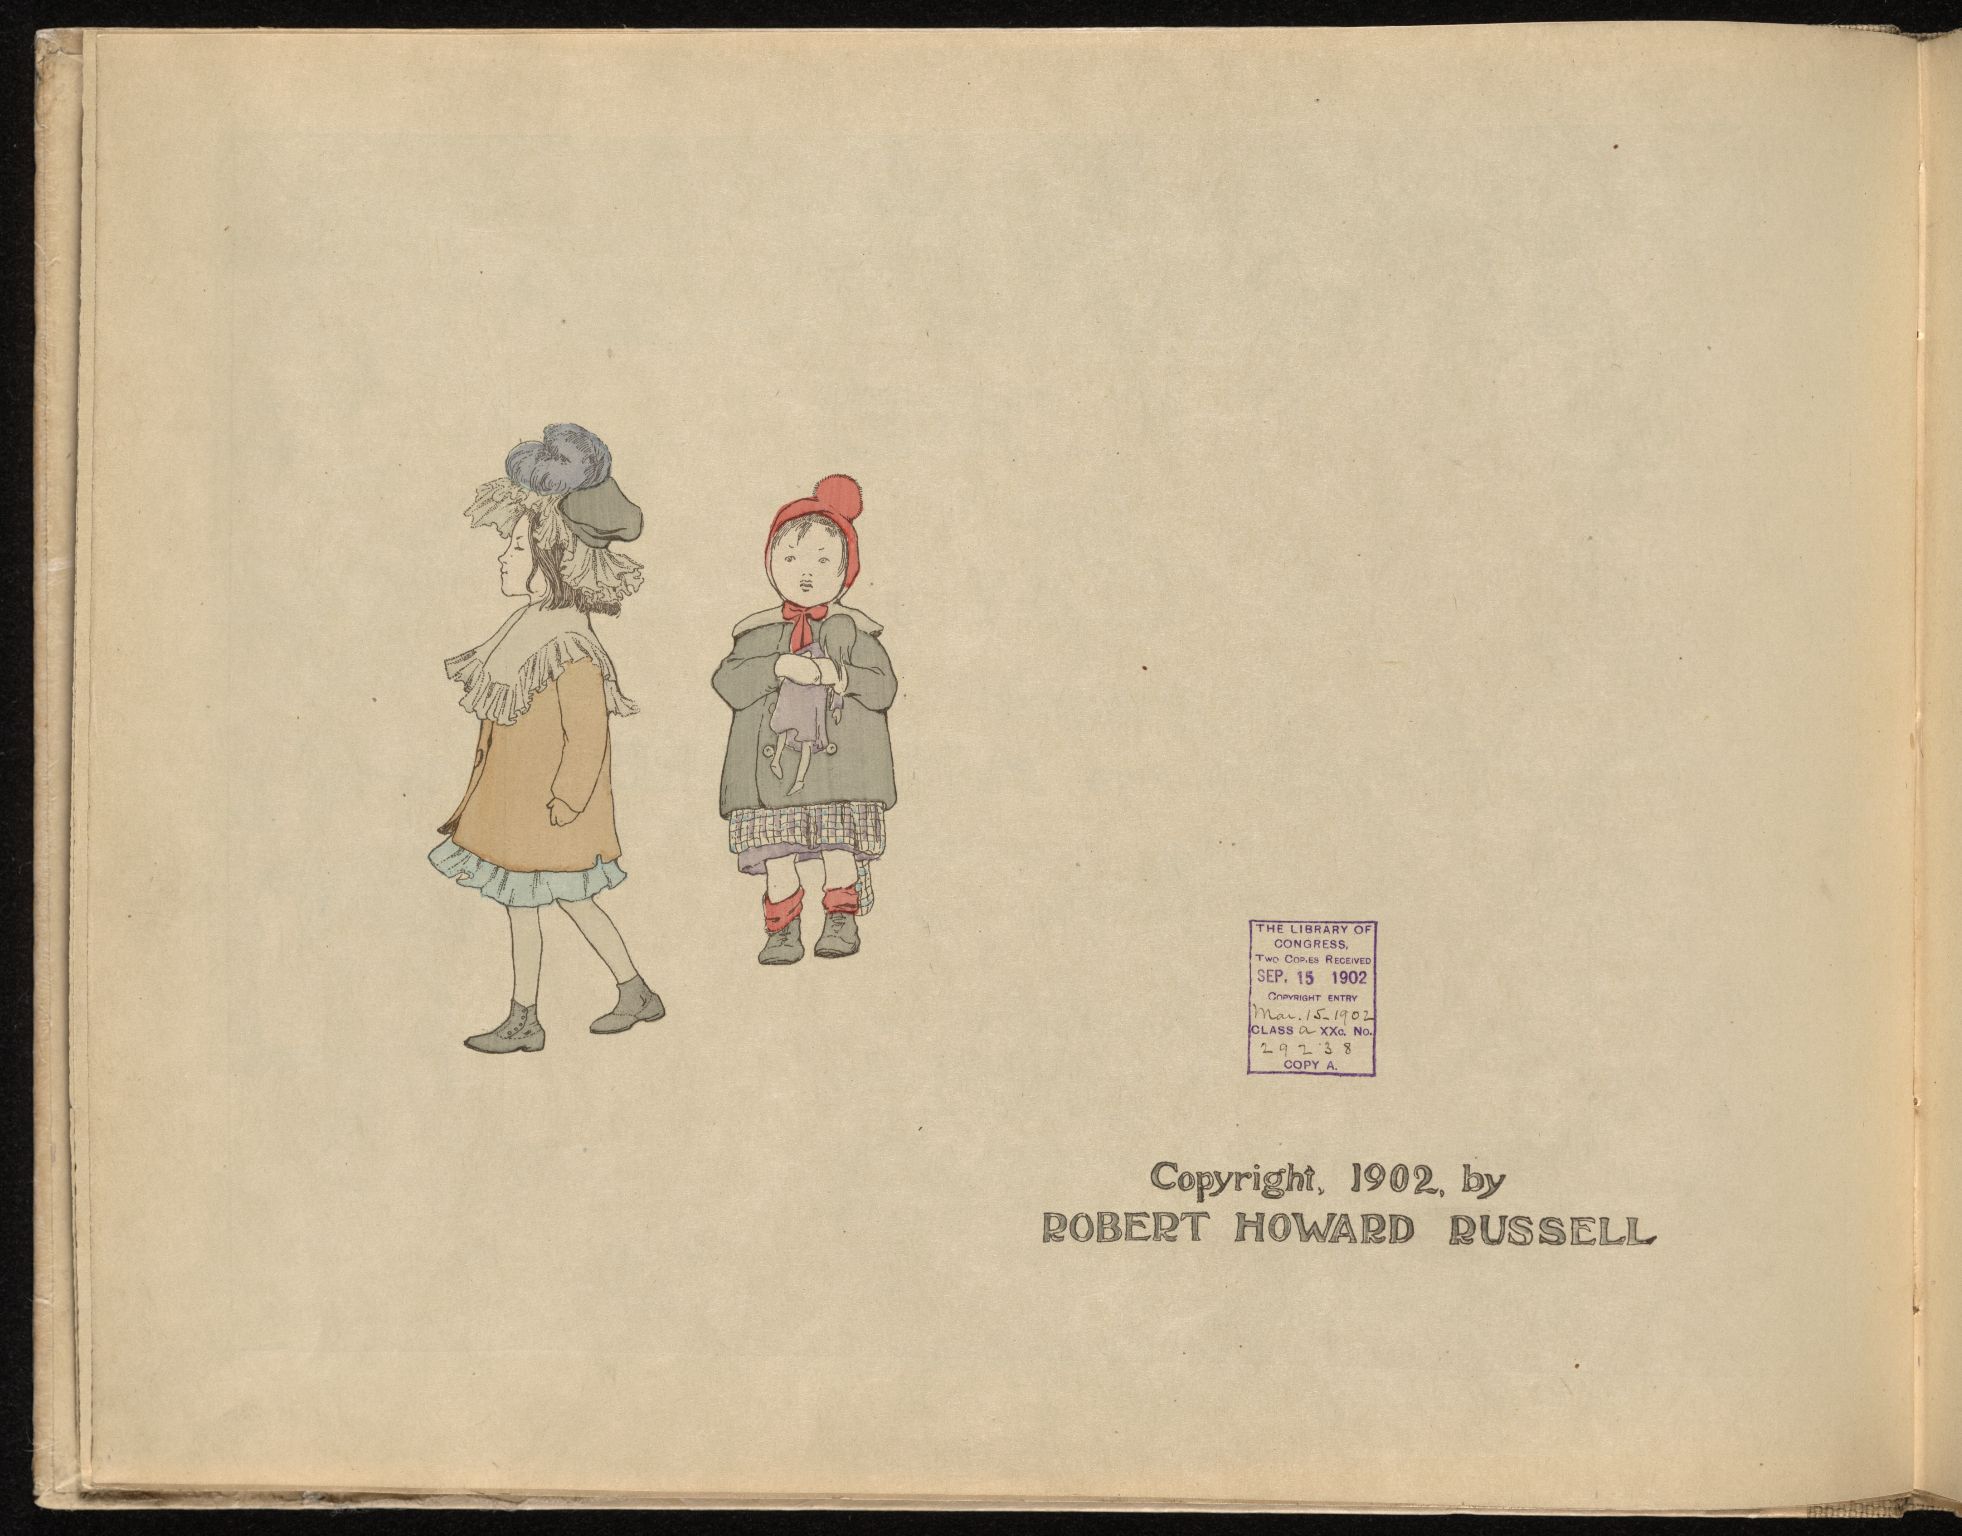 THE LIBRARY OF
CONGRESS,
TWO COPIES RECEIVED
SEP. 15 1902
COPYRIGHT ENTRY
Mar. 15-1902
CLASS a XXc. No.
29238
COPY A.
Copyright, 1902, by
ROBERT HOWARD RUSSELL